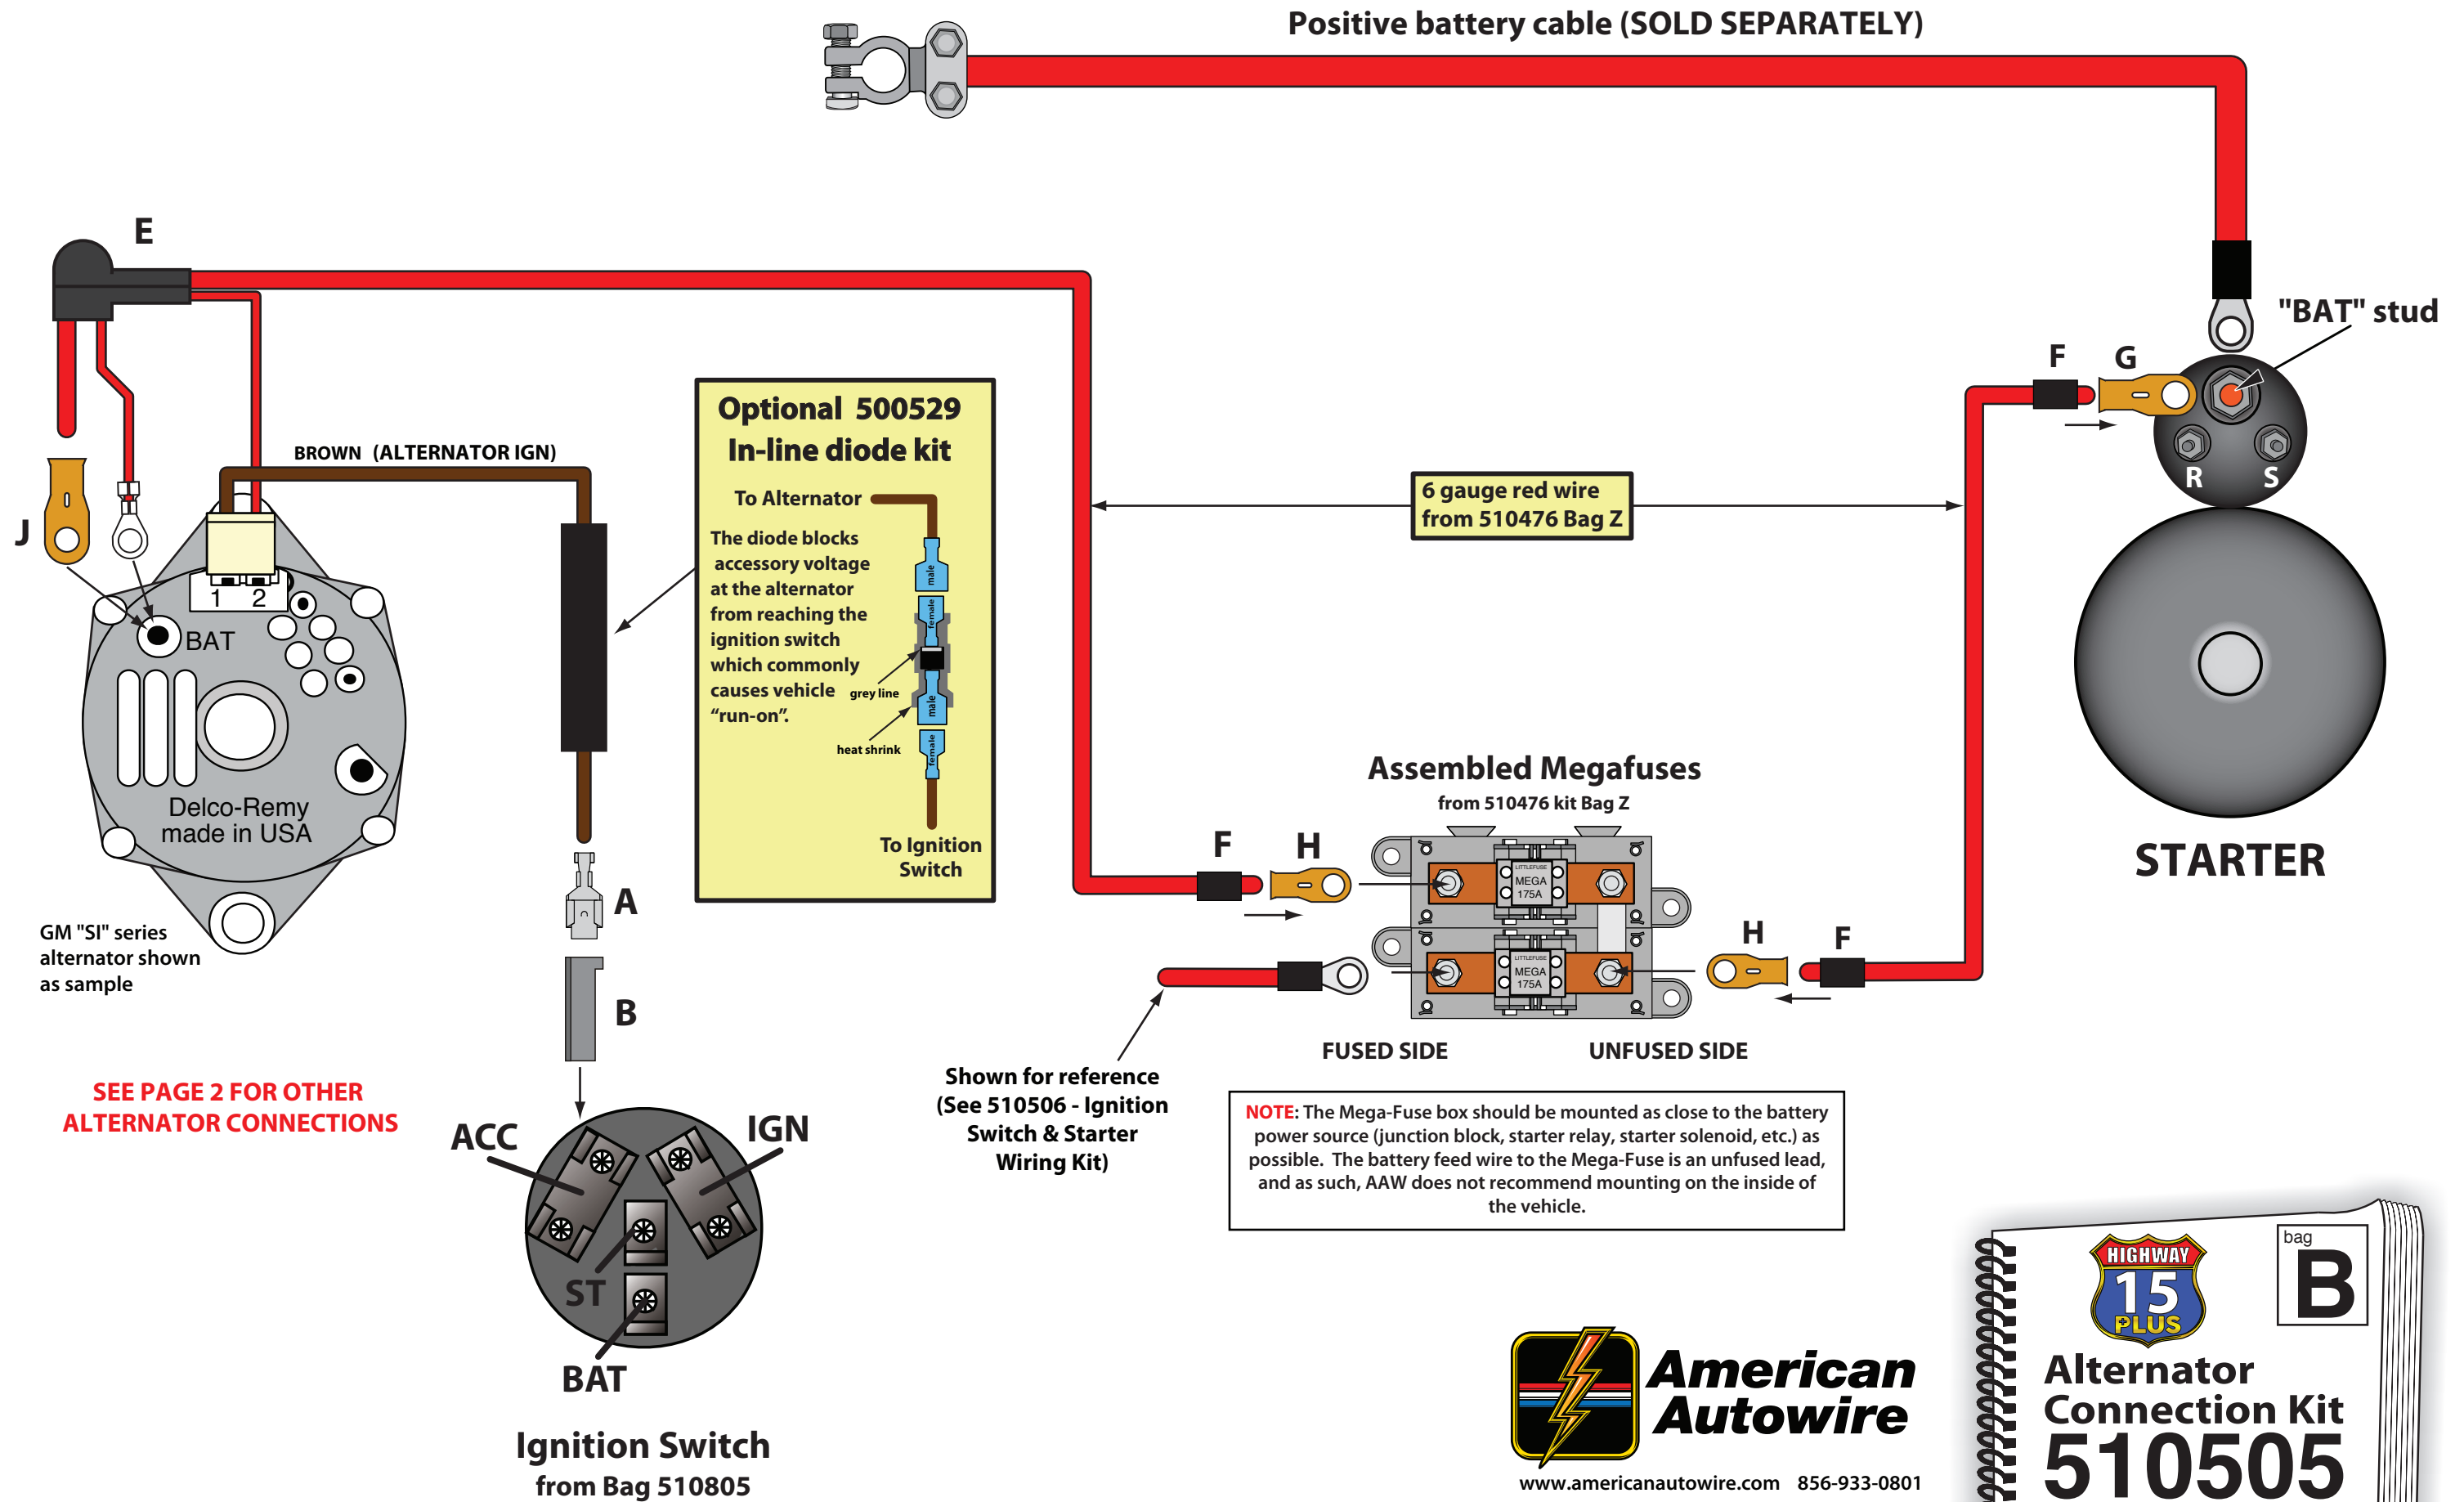 Positive battery cable (SOLD SEPARATELY)
E
"BAT" stud
F
G
R
S
STARTER
BROWN (ALTERNATOR IGN)
J
1
2
BAT
Delco-Remy
made in USA
GM "SI" series
alternator shown
as sample
SEE PAGE 2 FOR OTHER
ALTERNATOR CONNECTIONS
Optional 500529
In-line diode kit
To Alternator
The diode blocks
accessory voltage
at the alternator
from reaching the
ignition switch
which commonly
causes vehicle
“run-on”.
male
female
grey line
male
heat shrink
female
To Ignition
Switch
6 gauge red wire
from 510476 Bag Z
Assembled Megafuses
from 510476 kit Bag Z
F
H
LITTLEFUSE
MEGA
175A
LITTLEFUSE
MEGA
175A
H
F
FUSED SIDE
UNFUSED SIDE
Shown for reference
(See 510506 - Ignition
Switch & Starter
Wiring Kit)
NOTE: The Mega-Fuse box should be mounted as close to the battery
power source (junction block, starter relay, starter solenoid, etc.) as
possible. The battery feed wire to the Mega-Fuse is an unfused lead,
and as such, AAW does not recommend mounting on the inside of
the vehicle.
A
B
ACC
IGN
ST
BAT
Ignition Switch
from Bag 510805
American
Autowire
www.americanautowire.com 856-933-0801
HIGHWAY
15
PLUS
bag
B
Alternator
Connection Kit
510505